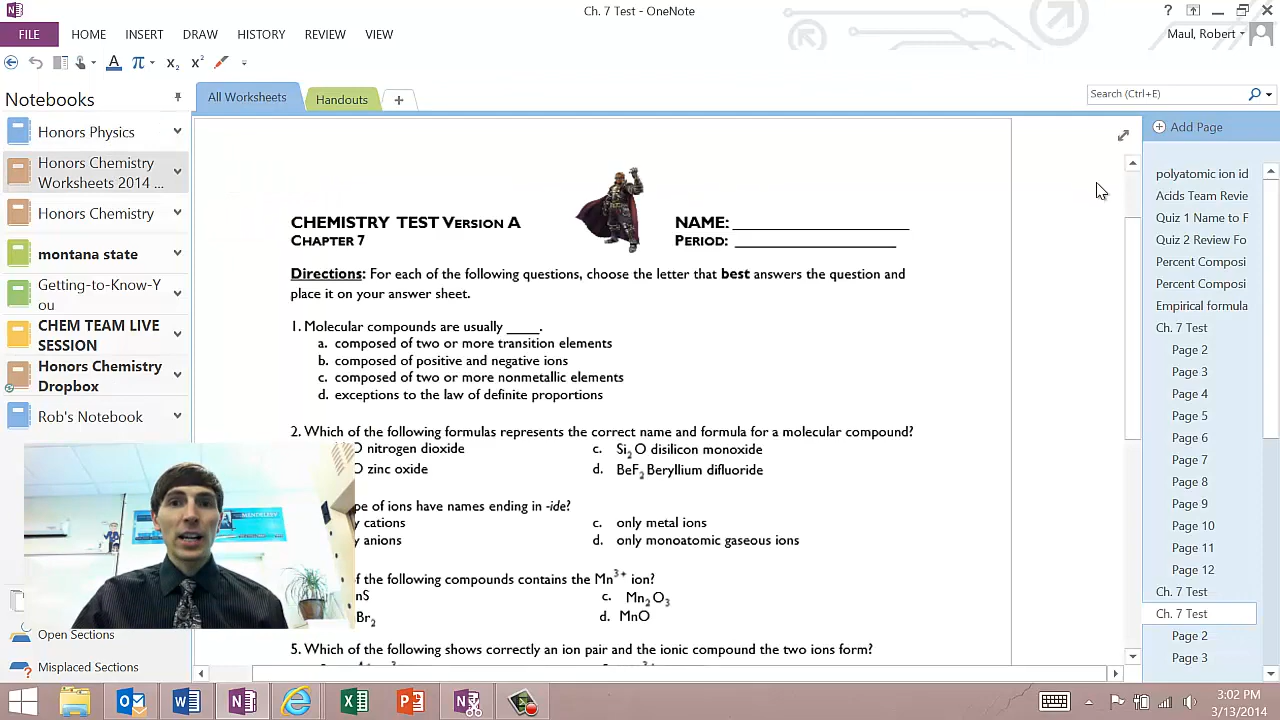 Ch. 7 Test - OneNote
?
FILE HOME INSERT DRAW HISTORY REVIEW VIEW
Maul, Robert
A π x₂ x²
Notebooks
All Worksheets
Handouts
+
Search (Ctrl+E)
Honors Physics
Honors Chemistry
Worksheets 2014 ...
Honors Chemistry
montana state
Getting-to-Know-Y
ou
CHEM TEAM LIVE
SESSION
Honors Chemistry
Dropbox
Rob's Notebook
Open Sections
Misplaced Sections
CHEMISTRY TEST VERSION A
CHAPTER 7
NAME: ____________________
PERIOD: ____________________
Directions: For each of the following questions, choose the letter that best answers the question and
place it on your answer sheet.
1. Molecular compounds are usually ____.
a. composed of two or more transition elements
b. composed of positive and negative ions
c. composed of two or more nonmetallic elements
d. exceptions to the law of definite proportions
2. Which of the following formulas represents the correct name and formula for a molecular compound?
O nitrogen dioxide
c. Si₂O disilicon monoxide
O zinc oxide
d. BeF₂ Beryllium difluoride
pe of ions have names ending in -ide?
y cations
c. only metal ions
y anions
d. only monoatomic gaseous ions
of the following compounds contains the Mn³⁺ ion?
nS
c. Mn₂O₃
Br₂
d. MnO
5. Which of the following shows correctly an ion pair and the ionic compound the two ions form?
Add Page
polyatomic ion id
Acids Team Revie
Quiz 1 Name to F
Quiz 2 Review Fo
Percent Composi
Percent Composi
Empirical formula
Ch. 7 Test
Page 2
Page 3
Page 4
Page 5
Page 6
Page 7
Page 8
Page 9
Page 10
Page 11
Page 12
Ch. 7 Test
Ch. 7 Test
Page 2
Page 3
3:02 PM
3/13/2014